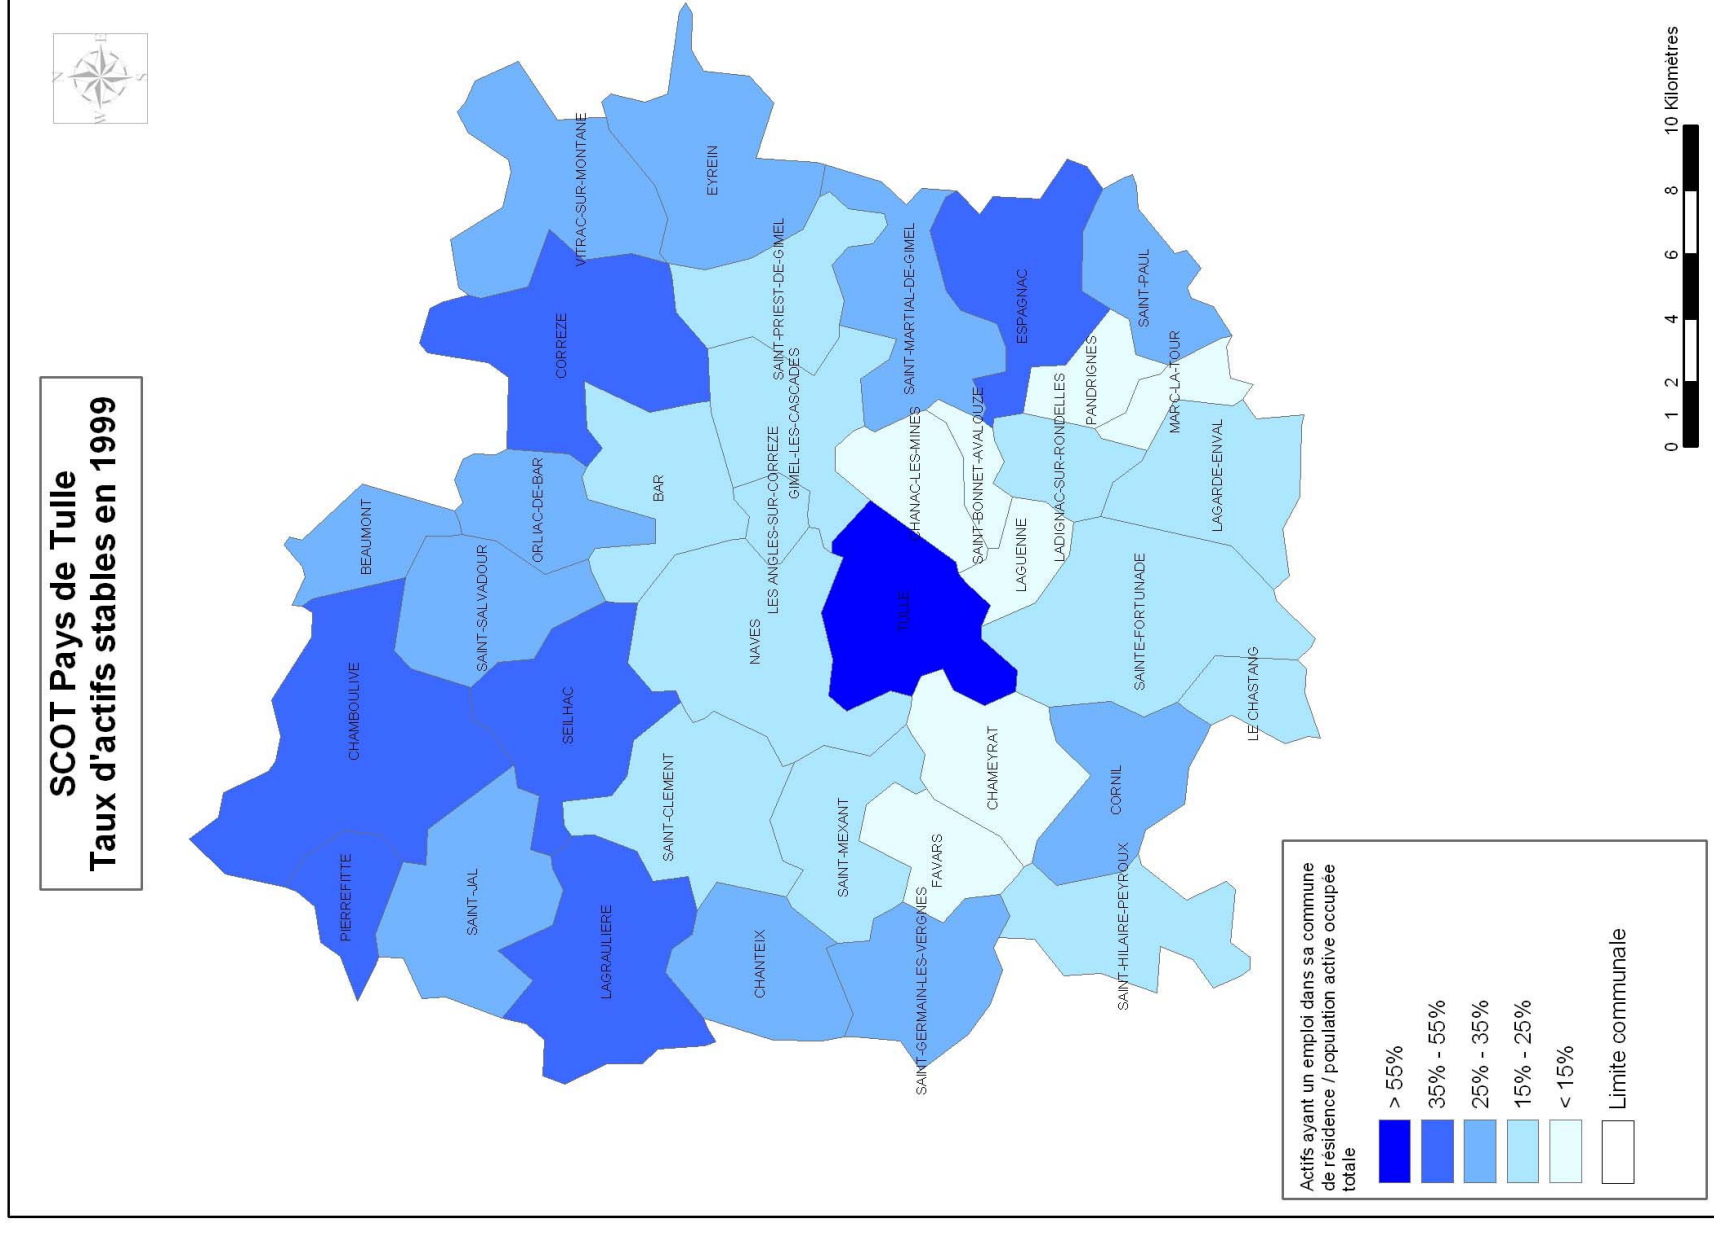 SCOT Pays de Tulle
Taux d'actifs stables en 1999
N
E
S
W
PIERREFITTE
CHAMBOULIVE
BEAUMONT
SAINT-JAL
SAINT-SALVADOUR
ORLIAC-DE-BAR
CORREZE
VITRAC-SUR-MONTANE
LAGRAULIERE
SEILHAC
BAR
EYREIN
SAINT-CLEMENT
CHANTEIX
NAVES
LES ANGLES-SUR-CORREZE
GIMEL-LES-CASCADES
SAINT-PRIEST-DE-GIMEL
SAINT-MEXANT
TULLE
CHANAC-LES-MINES
SAINT-MARTIAL-DE-GIMEL
SAINT-GERMAIN-LES-VERGNES
FAVARS
CHAMEYRAT
SAINT-BONNET-AVALOUZE
LAGUENNE
LADIGNAC-SUR-RONDELLES
ESPAGNAC
PANDRIGNES
SAINT-PAUL
MARC-LA-TOUR
SAINT-HILAIRE-PEYROUX
CORNIL
SAINTE-FORTUNADE
LAGARDE-ENVAL
LE CHASTANG
Actifs ayant un emploi dans sa commune
de résidence / population active occupée
totale
> 55%
35% - 55%
25% - 35%
15% - 25%
< 15%
Limite communale
0 1 2 4 6 8 10 Kilomètres